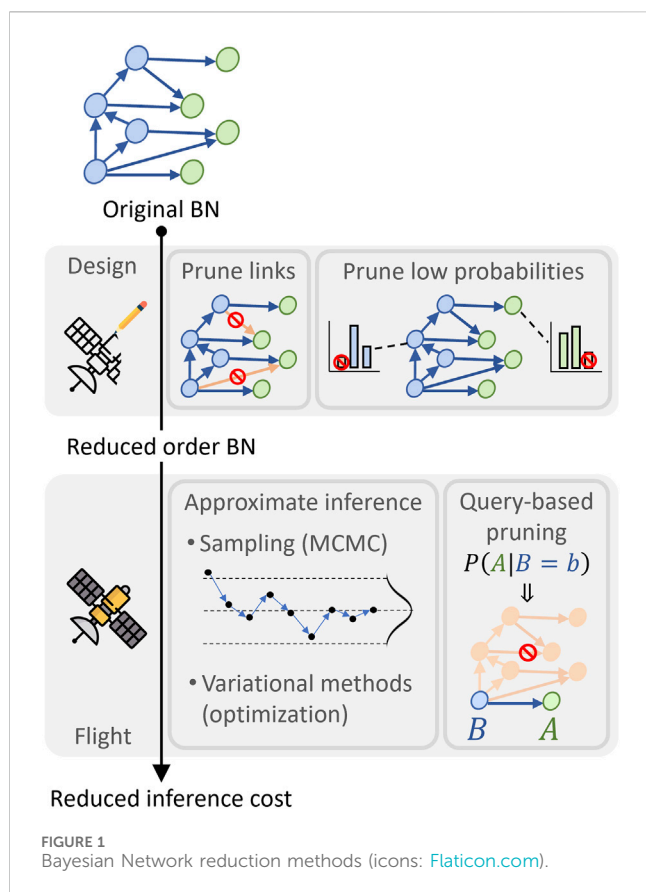 Original BN
Design
Prune links
Prune low probabilities
Reduced order BN
Approximate inference
• Sampling (MCMC)
• Variational methods
(optimization)
Query-based
pruning
P(A|B = b)
⇓
B
A
Flight
Reduced inference cost
FIGURE 1
Bayesian Network reduction methods (icons: Flaticon.com).